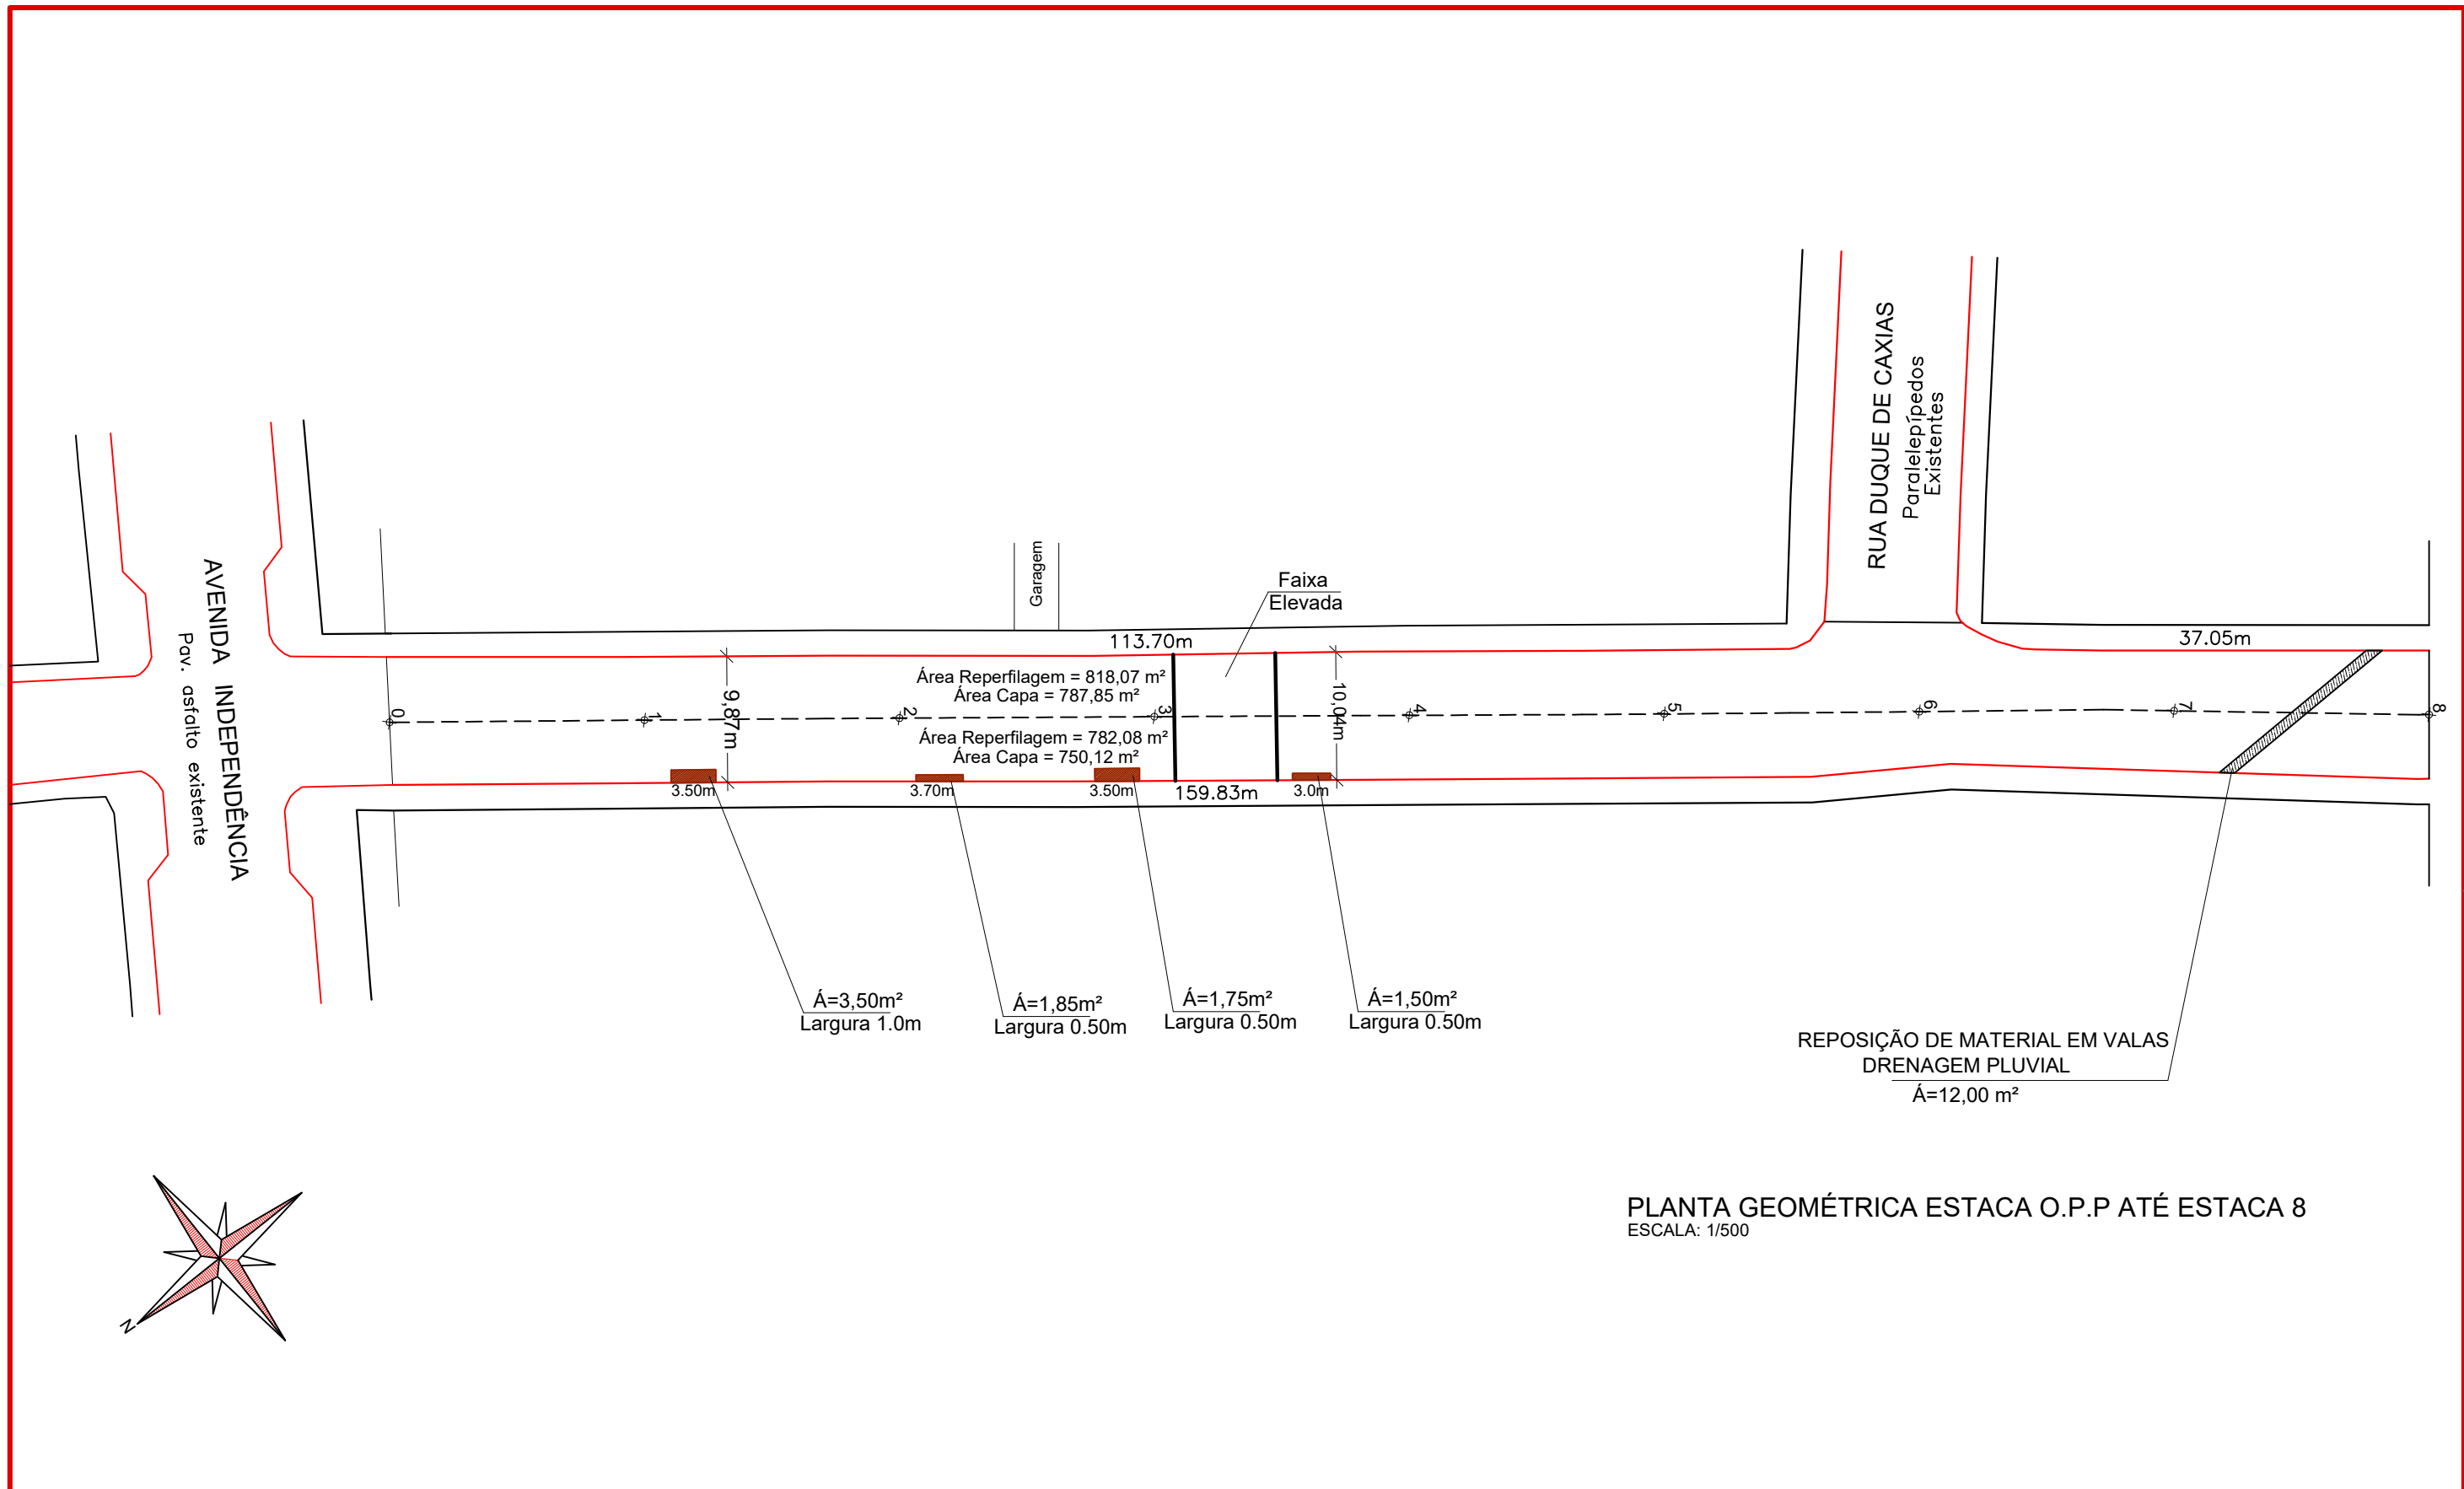 AVENIDA INDEPENDÊNCIA
Pav. asfalto existente
Garagem
Faixa
Elevada
113.70m
RUA DUQUE DE CAXIAS
Paralelepípedos
Existentes
37.05m
Área Reperfilagem = 818,07 m²
Área Capa = 787,85 m²
9,87m
10,04m
0
1
2
3
4
5
6
7
8
Área Reperfilagem = 782,08 m²
Área Capa = 750,12 m²
3.50m
3.70m
3.50m
159.83m
3.0m
Á=3,50m²
Largura 1.0m
Á=1,85m²
Largura 0.50m
Á=1,75m²
Largura 0.50m
Á=1,50m²
Largura 0.50m
REPOSIÇÃO DE MATERIAL EM VALAS
DRENAGEM PLUVIAL
Á=12,00 m²
N
PLANTA GEOMÉTRICA ESTACA O.P.P ATÉ ESTACA 8
ESCALA: 1/500